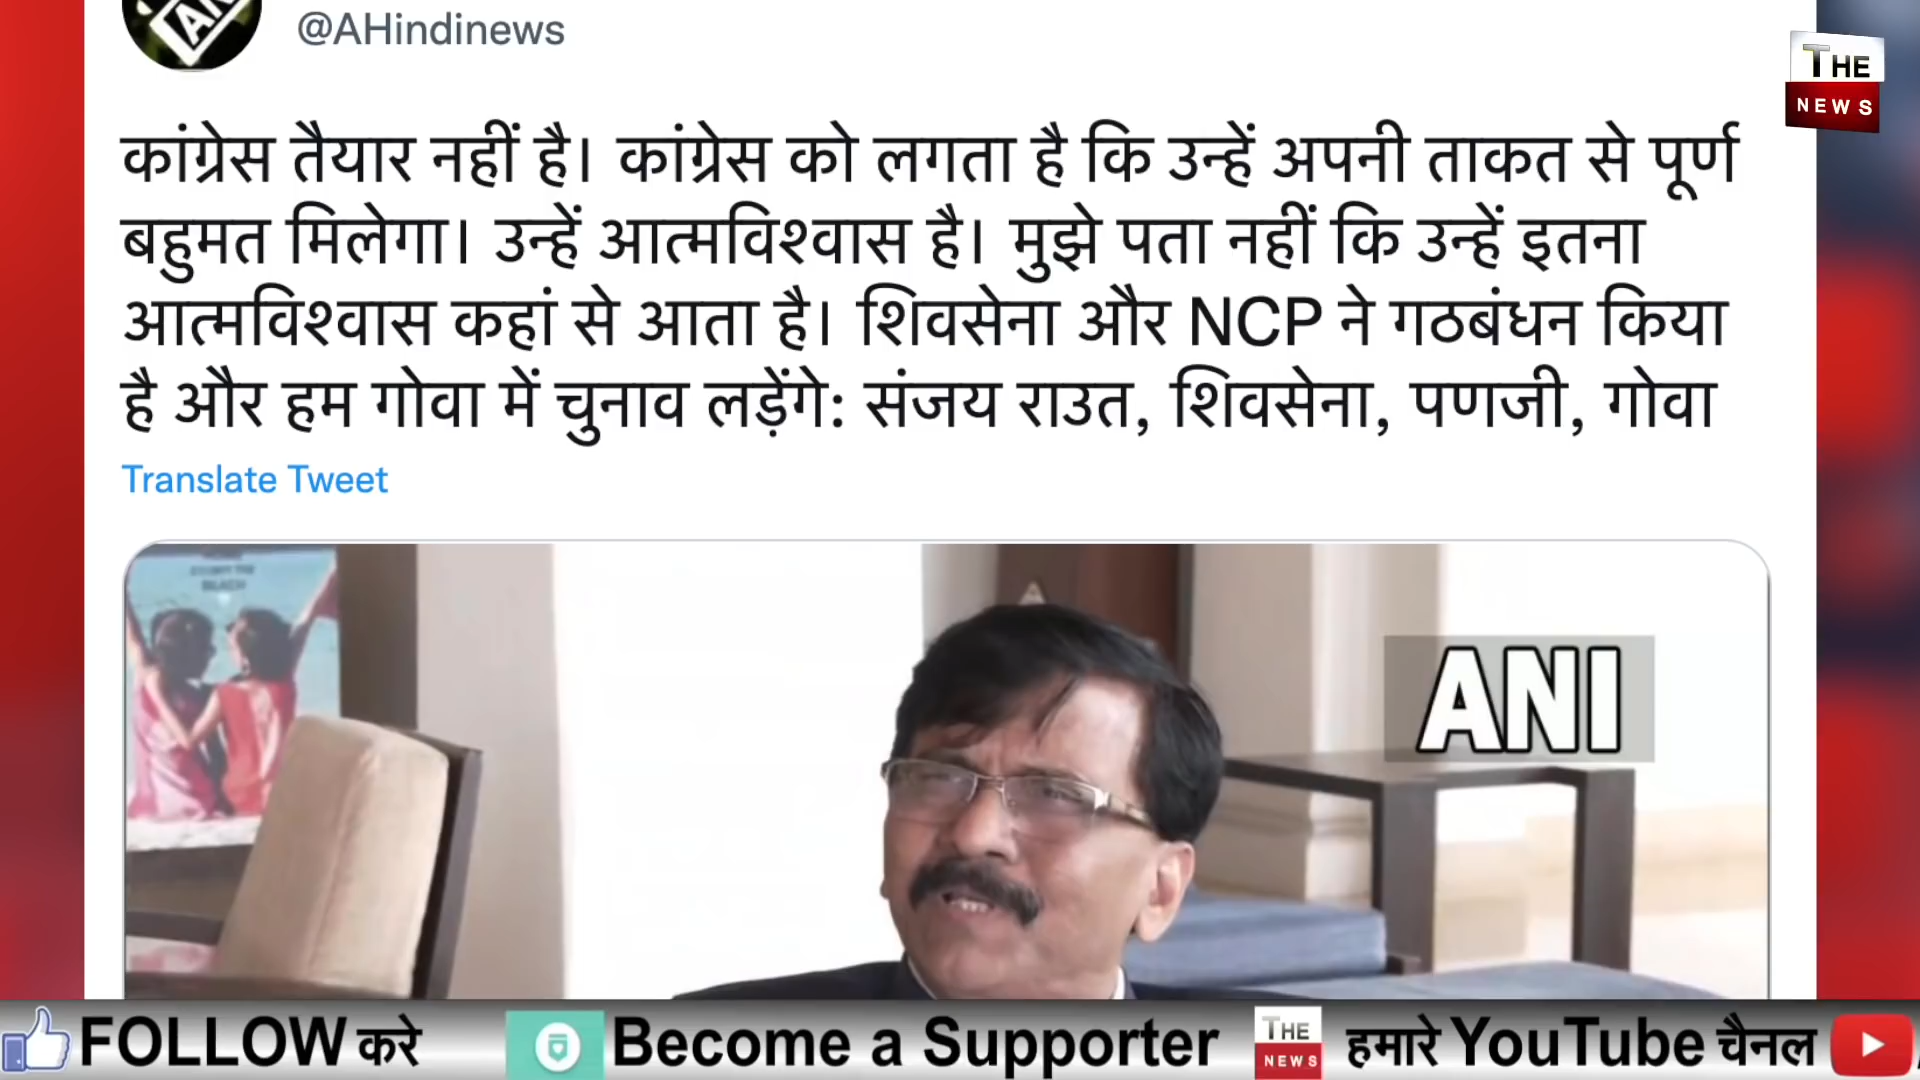 @AHindinews
THE
NEWS
कांग्रेस तैयार नहीं है। कांग्रेस को लगता है कि उन्हें अपनी ताकत से पूर्ण
बहुमत मिलेगा। उन्हें आत्मविश्वास है। मुझे पता नहीं कि उन्हें इतना
आत्मविश्वास कहां से आता है। शिवसेना और NCP ने गठबंधन किया
है और हम गोवा में चुनाव लड़ेंगे: संजय राउत, शिवसेना, पणजी, गोवा
Translate Tweet
ANI
FOLLOW करे Become a Supporter THE NEWS हमारे YouTube चैनल